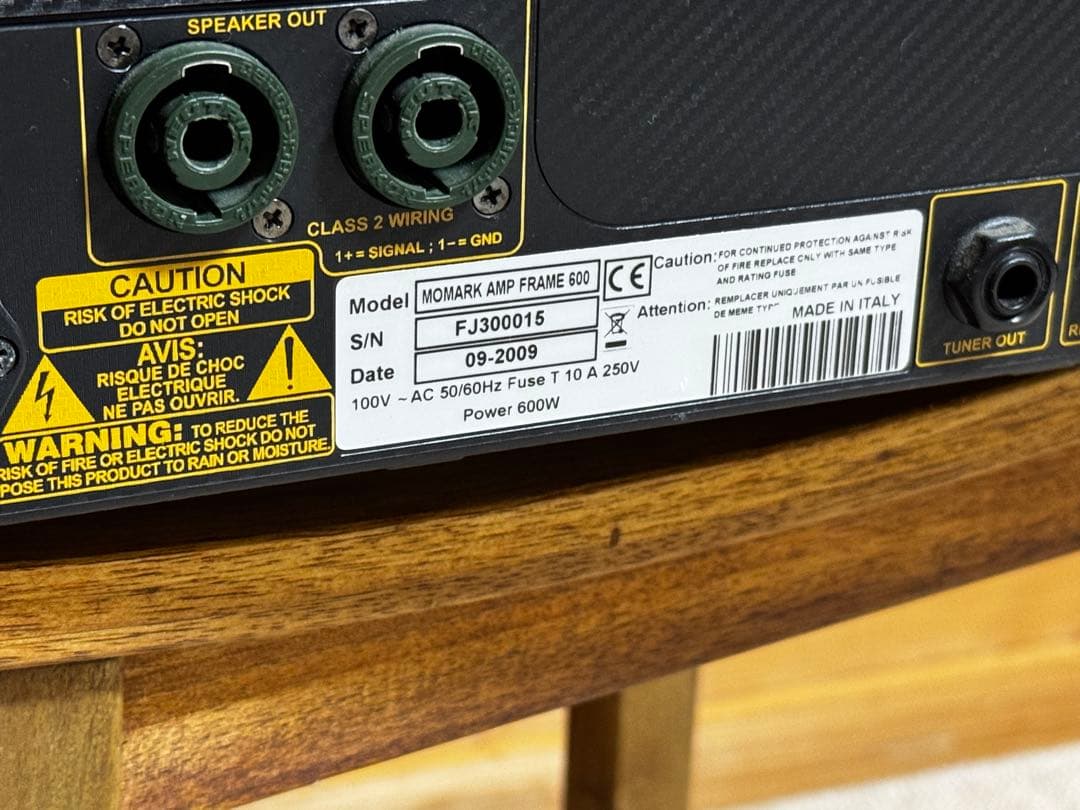 SPEAKER OUT
NEUTRIK
SPEAKON
NEUTRIK
SPEAKON
CLASS 2 WIRING
1+ = SIGNAL ; 1- = GND
CAUTION
RISK OF ELECTRIC SHOCK
DO NOT OPEN
AVIS:
RISQUE DE CHOC
ELECTRIQUE
NE PAS OUVRIR.
WARNING: TO REDUCE THE
RISK OF FIRE OR ELECTRIC SHOCK DO NOT
POSE THIS PRODUCT TO RAIN OR MOISTURE.
Model MOMARK AMP FRAME 600
S/N FJ300015
Date 09-2009
100V ~ AC 50/60Hz Fuse T 10 A 250V
Power 600W
CE
Caution: FOR CONTINUED PROTECTION AGAINST RISK
OF FIRE REPLACE ONLY WITH SAME TYPE
AND RATING FUSE
Attention: REMPLACER UNIQUEMENT PAR UN FUSIBLE
DE MEME TYPE
MADE IN ITALY
TUNER OUT